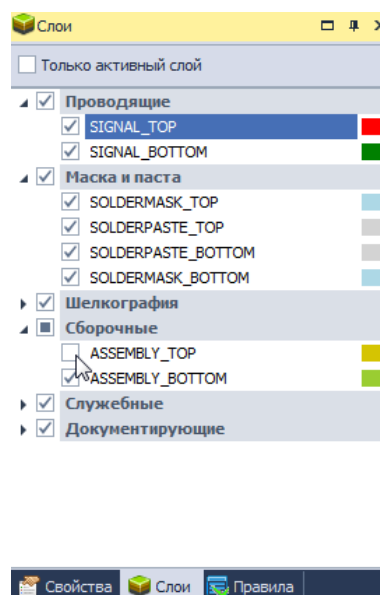 Слои
Только активный слой
Проводящие
SIGNAL_TOP
SIGNAL_BOTTOM
Маска и паста
SOLDERMASK_TOP
SOLDERPASTE_TOP
SOLDERPASTE_BOTTOM
SOLDERMASK_BOTTOM
Шелкография
Сборочные
ASSEMBLY_TOP
ASSEMBLY_BOTTOM
Служебные
Документирующие
Свойства Слои Правила